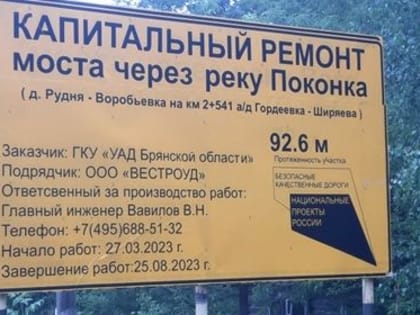 КАПИТАЛЬНЫЙ РЕМОНТ
моста через реку Поконка
( д. Рудня - Воробьевка на км 2+541 а/д Гордеевка - Ширяева )
92.6 м
Протяженность участка
Заказчик: ГКУ «УАД Брянской области»
Подрядчик: ООО «ВЕСТРОУД»
Ответсвенный за производство работ:
Главный инженер Вавилов В.Н.
Телефон: +7(495)688-51-32
Начало работ: 27.03.2023 г.
Завершение работ:25.08.2023 г.
БЕЗОПАСНЫЕ
КАЧЕСТВЕННЫЕ ДОРОГИ
НАЦИОНАЛЬНЫЕ
ПРОЕКТЫ
РОССИИ